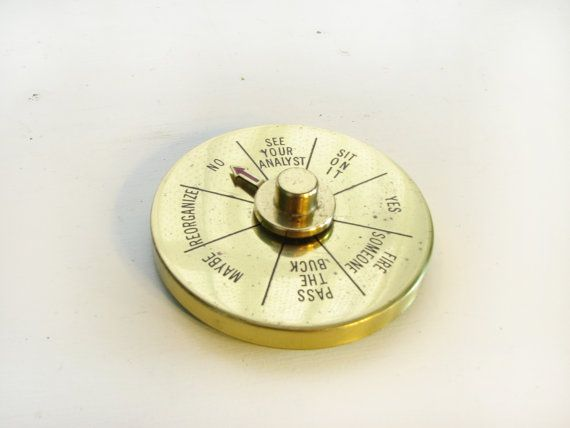 SEE
YOUR
ANALYST
SIT
ON
IT
YES
FIRE
SOMEONE
PASS
THE
BUCK
MAYBE
REORGANIZE
NO